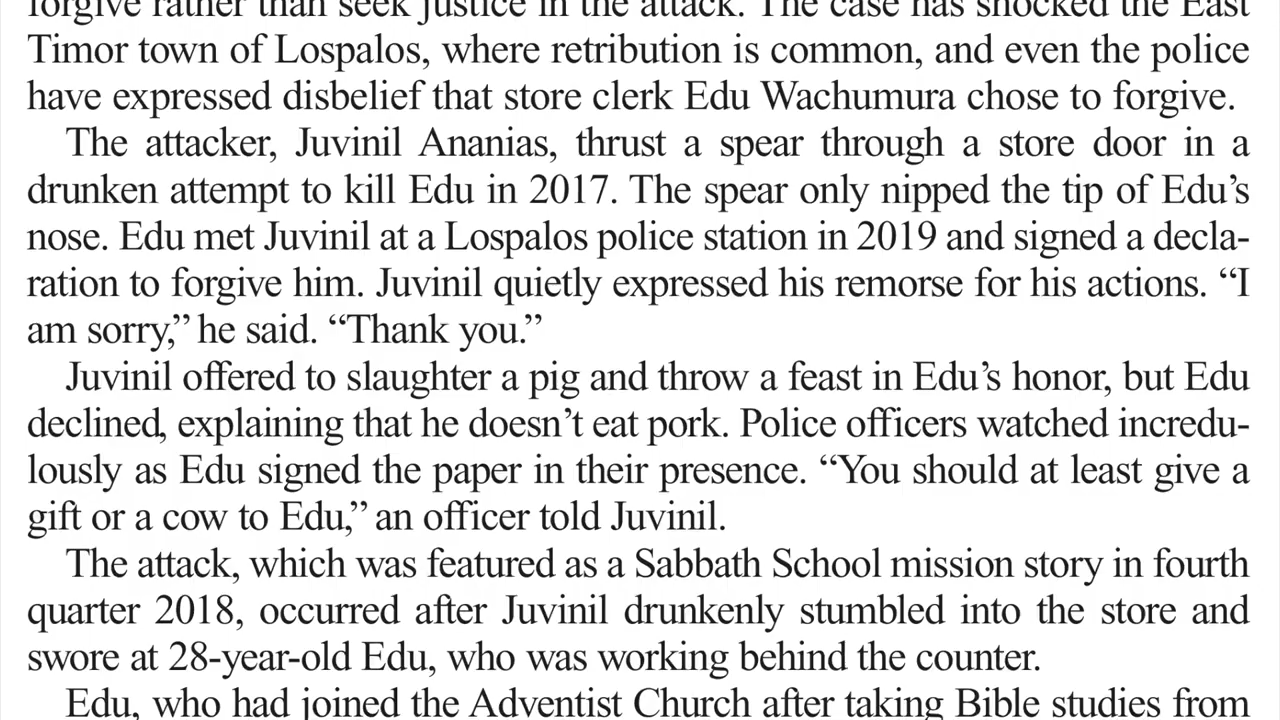 forgive rather than seek justice in the attack. The case has shocked the East
Timor town of Lospalos, where retribution is common, and even the police
have expressed disbelief that store clerk Edu Wachumura chose to forgive.
The attacker, Juvinil Ananias, thrust a spear through a store door in a
drunken attempt to kill Edu in 2017. The spear only nipped the tip of Edu’s
nose. Edu met Juvinil at a Lospalos police station in 2019 and signed a decla-
ration to forgive him. Juvinil quietly expressed his remorse for his actions. “I
am sorry,” he said. “Thank you.”
Juvinil offered to slaughter a pig and throw a feast in Edu’s honor, but Edu
declined, explaining that he doesn’t eat pork. Police officers watched incredu-
lously as Edu signed the paper in their presence. “You should at least give a
gift or a cow to Edu,” an officer told Juvinil.
The attack, which was featured as a Sabbath School mission story in fourth
quarter 2018, occurred after Juvinil drunkenly stumbled into the store and
swore at 28-year-old Edu, who was working behind the counter.
Edu, who had joined the Adventist Church after taking Bible studies from